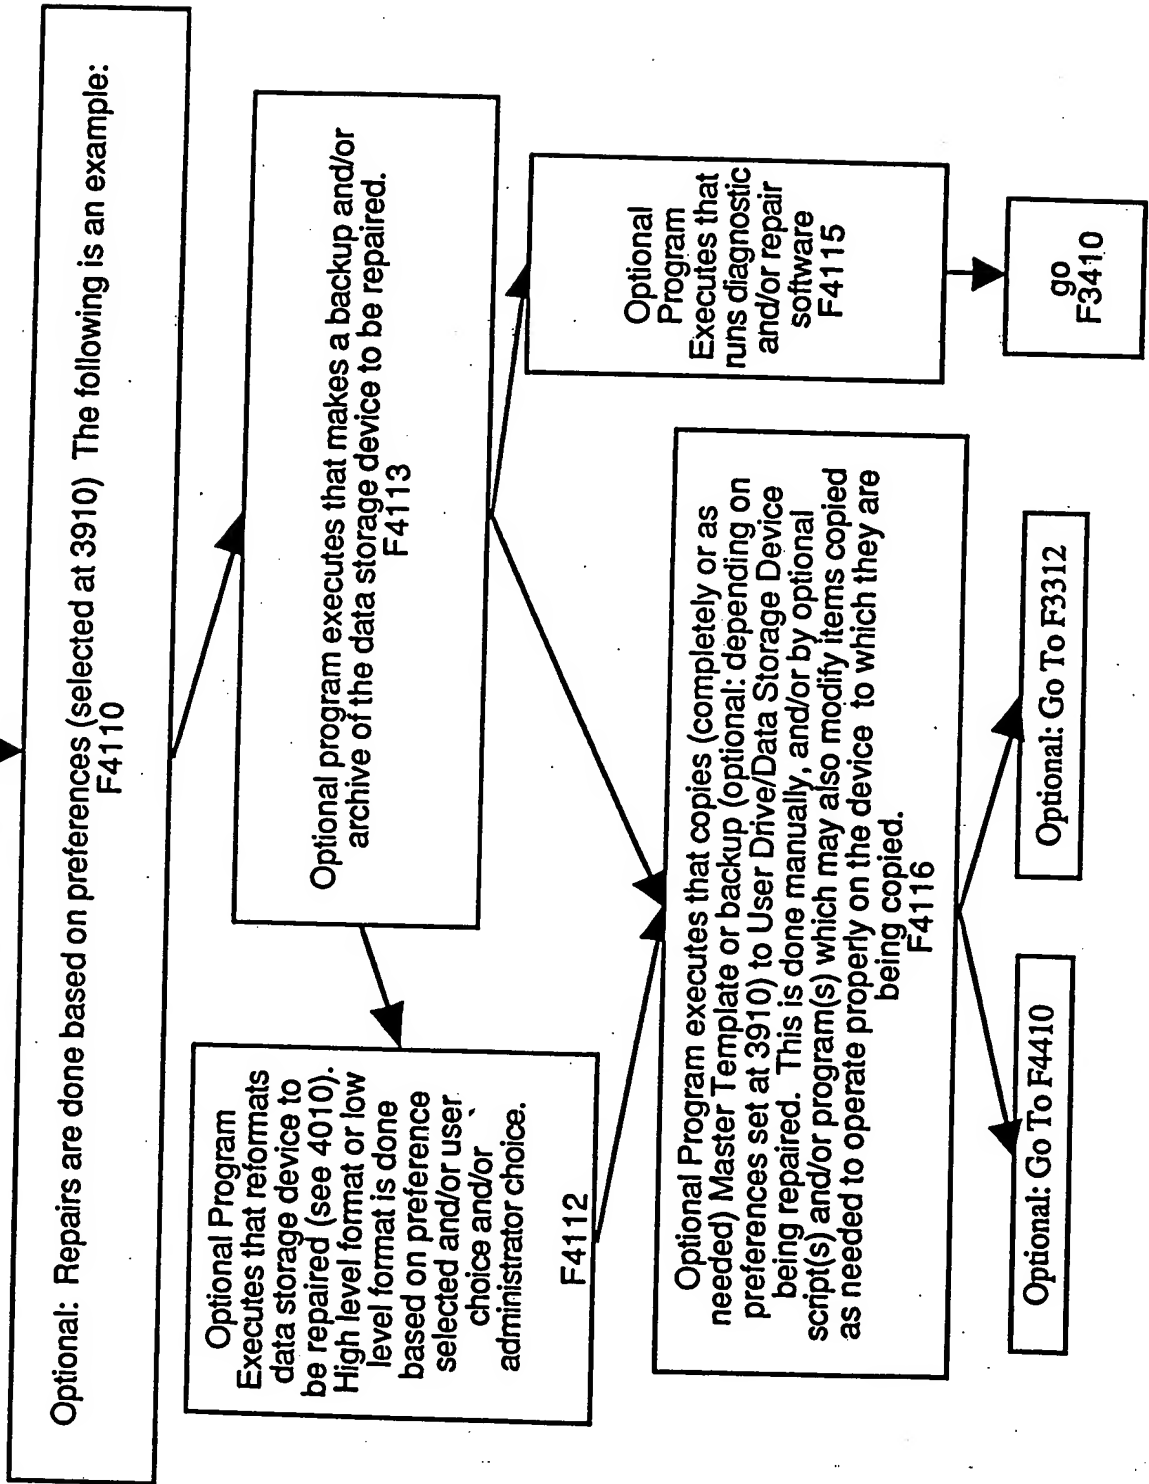 Optional:  Repairs are done based on preferences (selected at 3910)  The following is an example:
F4110
Optional program executes that makes a backup and/or
archive of the data storage device to be repaired.
F4113
Optional Program
Executes that reformats
data storage device to
be repaired (see 4010).
High level format or low
level format is done
based on preference
selected and/or user
choice and/or
administrator choice.
F4112
Optional
Program
Executes that
runs diagnostic
and/or repair
software
F4115
Optional Program executes that copies (completely or as
needed) Master Template or backup (optional: depending on
preferences set at 3910) to User Drive/Data Storage Device
being repaired.  This is done manually, and/or by optional
script(s) and/or program(s) which may also modify items copied
as needed to operate properly on the device  to which they are
being copied.
F4116
go
F3410
Optional: Go To F4410
Optional: Go To F3312